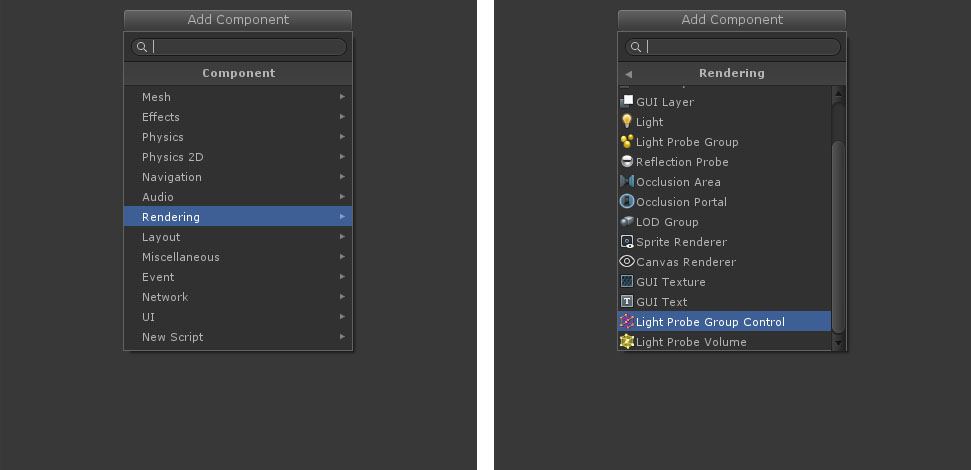 Add Component
Component
Mesh
Effects
Physics
Physics 2D
Navigation
Audio
Rendering
Layout
Miscellaneous
Event
Network
UI
New Script
Add Component
Rendering
GUI Layer
Light
Light Probe Group
Reflection Probe
Occlusion Area
Occlusion Portal
LOD Group
Sprite Renderer
Canvas Renderer
GUI Texture
GUI Text
Light Probe Group Control
Light Probe Volume